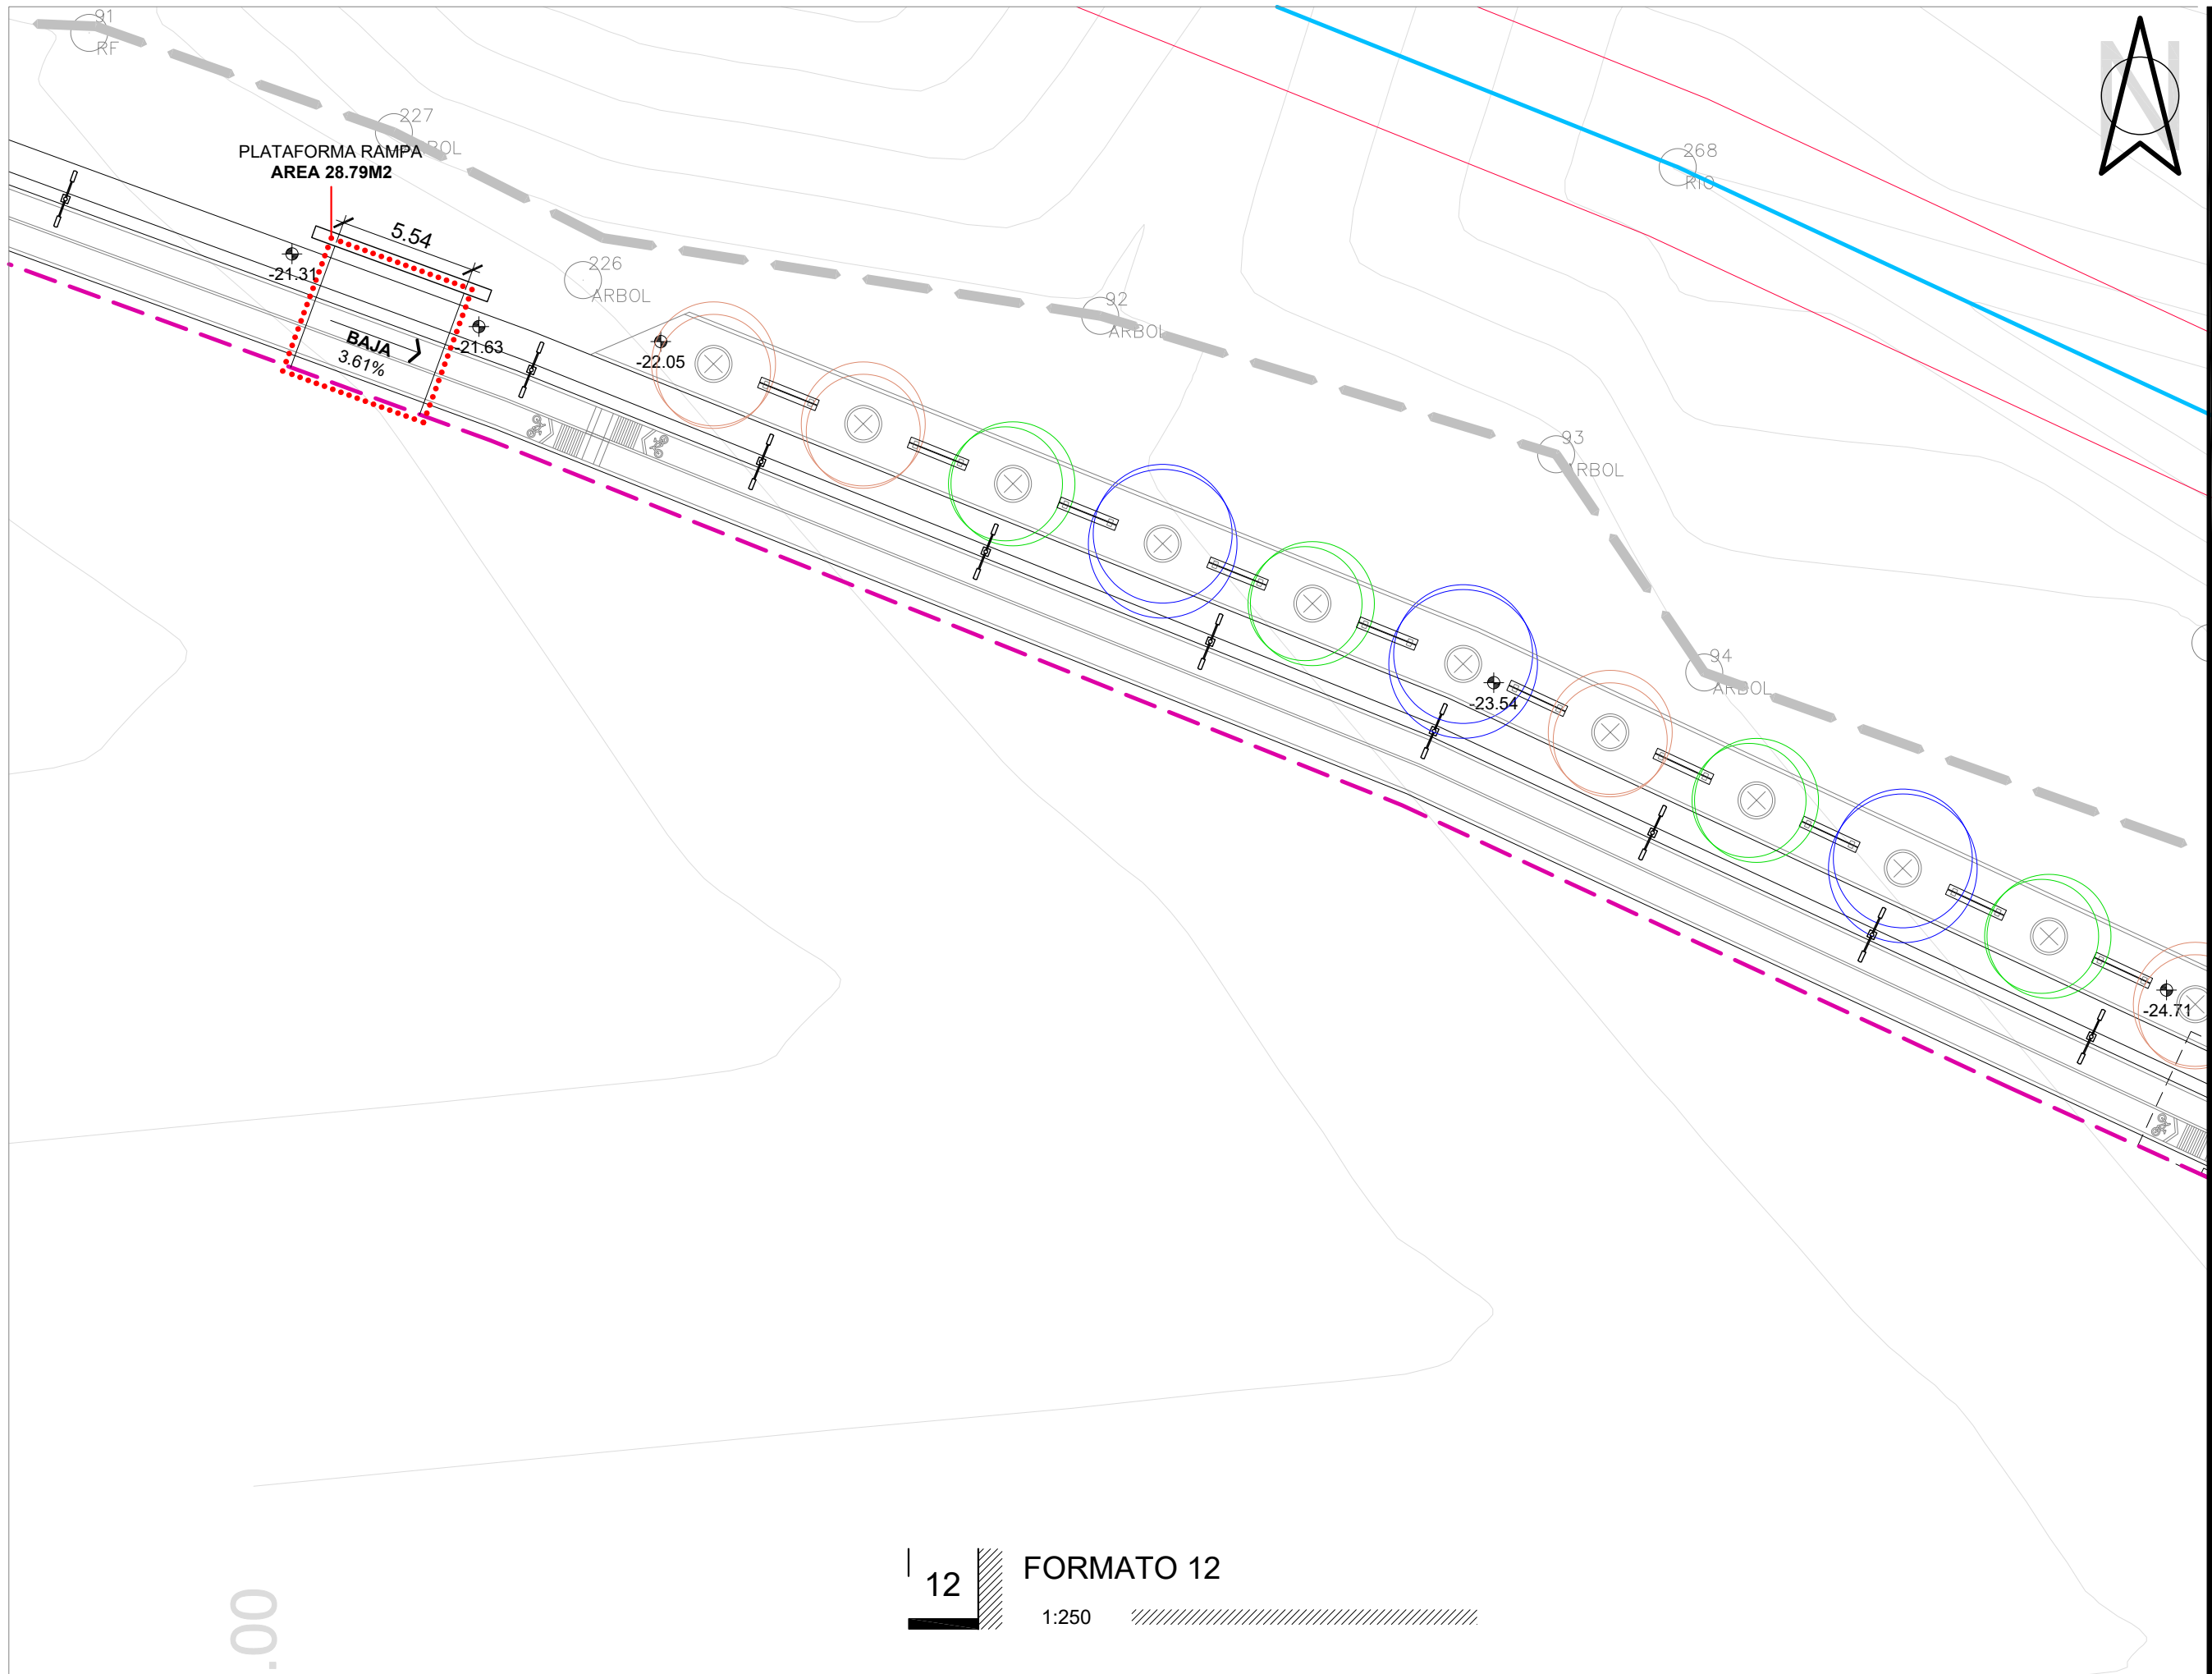 91
RF
227
ARBOL
PLATAFORMA RAMPA
AREA 28.79M2
N
268
RIO
5.54
-21.31
226
ARBOL
BAJA
3.61%
-21.63
-22.05
92
ARBOL
93
ARBOL
94
ARBOL
-23.54
-24.71
12
FORMATO 12
1:250
00.